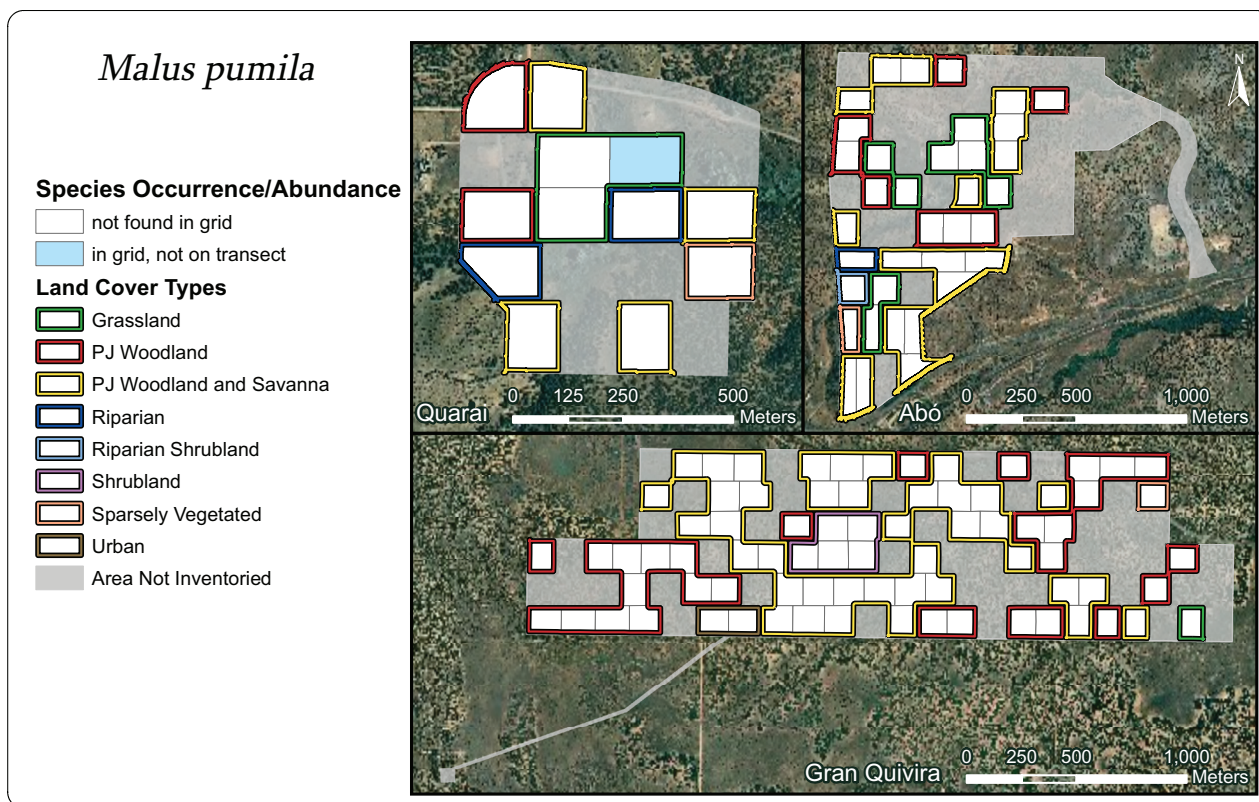 Malus pumila
Species Occurrence/Abundance
not found in grid
in grid, not on transect
Land Cover Types
Grassland
PJ Woodland
PJ Woodland and Savanna
Riparian
Riparian Shrubland
Shrubland
Sparsely Vegetated
Urban
Area Not Inventoried
0 125 250 500
Quarai Meters
N
0 250 500 1,000
Abó Meters
0 250 500 1,000
Gran Quivira Meters